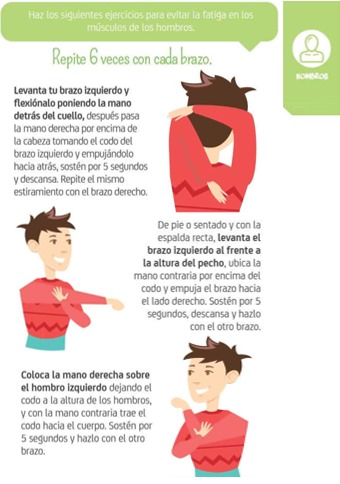 Haz los siguientes ejercicios para evitar la fatiga en los
músculos de los hombros.
HOMBROS
Repite 6 veces con cada brazo.
Levanta tu brazo izquierdo y
flexiónalo poniendo la mano
detrás del cuello, después pasa
la mano derecha por encima de
la cabeza tomando el codo del
brazo izquierdo y empujándolo
hacia atrás, sostén por 5 segundos
y descansa. Repite el mismo
estiramiento con el brazo derecho.
De pie o sentado y con la
espalda recta, levanta el
brazo izquierdo al frente a
la altura del pecho, ubica la
mano contraria por encima del
codo y empuja el brazo hacia
el lado derecho. Sostén por 5
segundos, descansa y hazlo
con el otro brazo.
Coloca la mano derecha sobre
el hombro izquierdo dejando el
codo a la altura de los hombros,
y con la mano contraria trae el
codo hacia el cuerpo. Sostén por
5 segundos y hazlo con el otro
brazo.